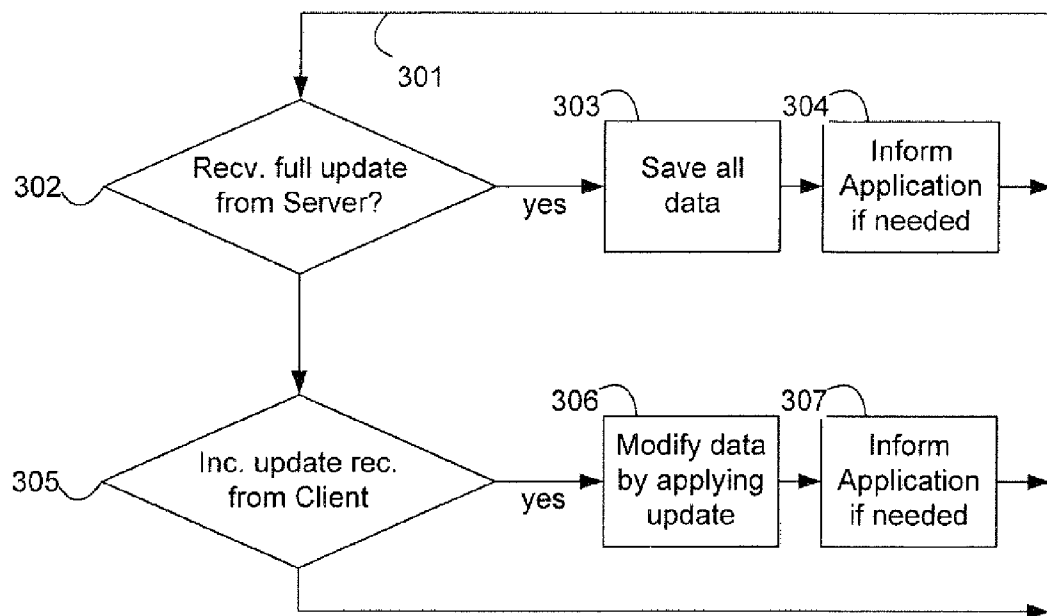 301
302
Recv. full update
from Server?
yes
303
Save all
data
304
Inform
Application
if needed
305
Inc. update rec.
from Client
yes
306
Modify data
by applying
update
307
Inform
Application
if needed